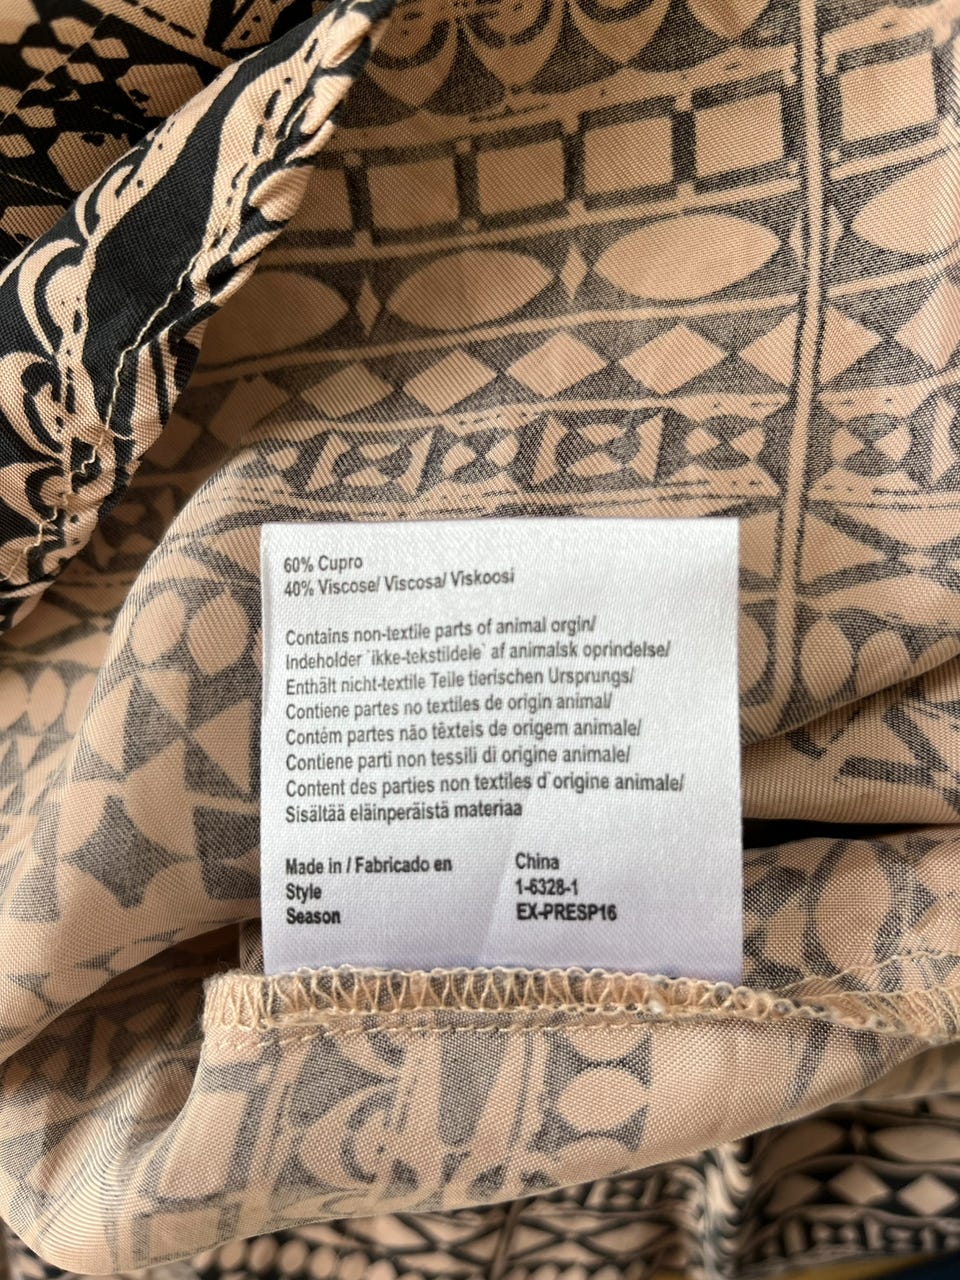 60% Cupro
40% Viscose/ Viscosa/ Viskoosi
Contains non-textile parts of animal orgin/
Indeholder ´ikke-tekstildele` af animalsk oprindelse/
Enthält nicht-textile Teile tierischen Ursprungs/
Contiene partes no textiles de origin animal/
Contém partes não têxteis de origem animale/
Contiene parti non tessili di origine animale/
Content des parties non textiles d´origine animale/
Sisältää eläinperäistä materiaa
Made in / Fabricado en China
Style 1-6328-1
Season EX-PRESP16